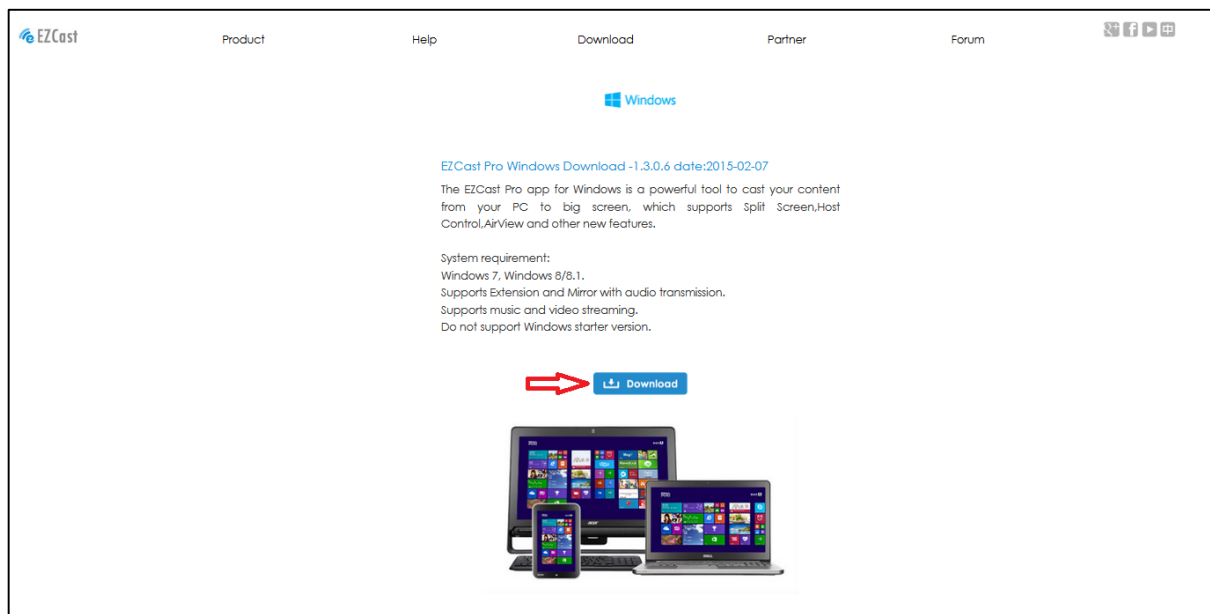 EZCast
Product Help Download Partner Forum
中
Windows
EZCast Pro Windows Download -1.3.0.6 date:2015-02-07
The EZCast Pro app for Windows is a powerful tool to cast your content
from your PC to big screen, which supports Split Screen,Host
Control,AirView and other new features.
System requirement:
Windows 7, Windows 8/8.1.
Supports Extension and Mirror with audio transmission.
Supports music and video streaming.
Do not support Windows starter version.
Download
acer
DELL